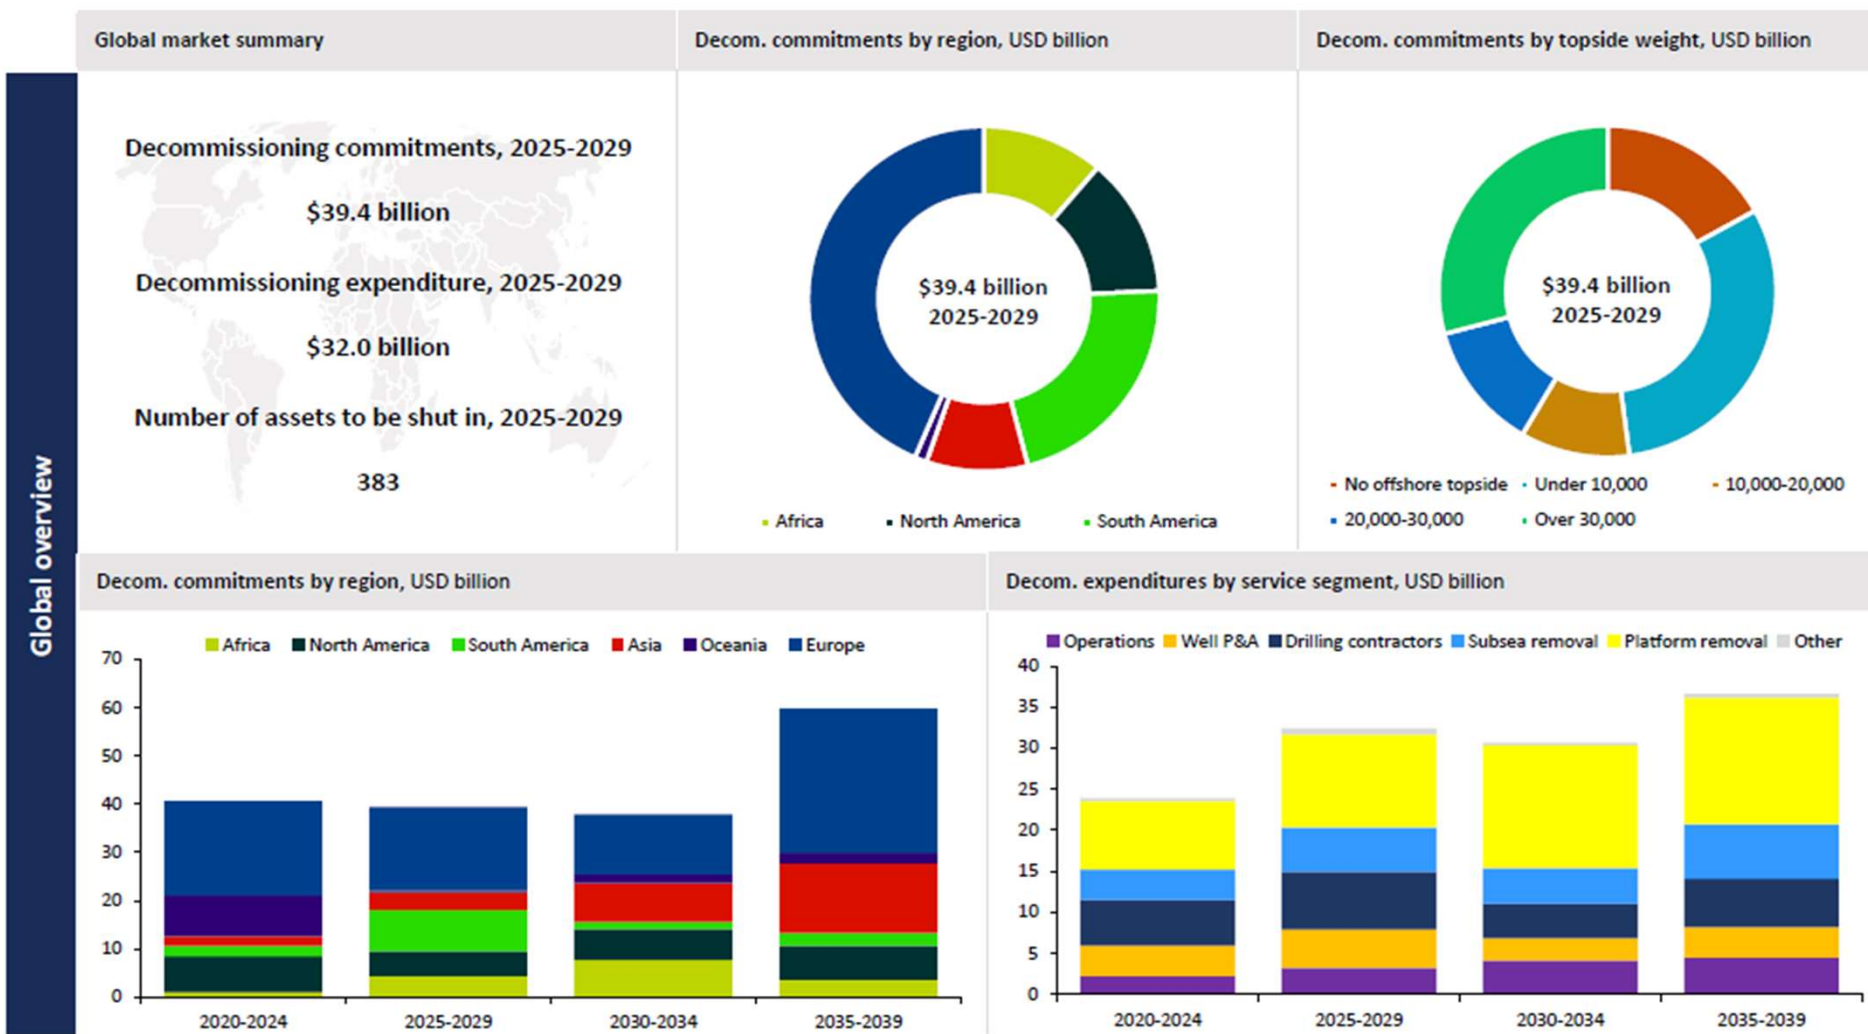 Global overview
Global market summary
Decommissioning commitments, 2025-2029
$39.4 billion
Decommissioning expenditure, 2025-2029
$32.0 billion
Number of assets to be shut in, 2025-2029
383
Decom. commitments by region, USD billion
$39.4 billion
2025-2029
Africa North America South America
Decom. commitments by topside weight, USD billion
$39.4 billion
2025-2029
No offshore topside Under 10,000 10,000-20,000
20,000-30,000 Over 30,000
Decom. commitments by region, USD billion
Africa North America South America Asia Oceania Europe
70
60
50
40
30
20
10
0
2020-2024 2025-2029 2030-2034 2035-2039
Decom. expenditures by service segment, USD billion
Operations Well P&A Drilling contractors Subsea removal Platform removal Other
40
35
30
25
20
15
10
5
0
2020-2024 2025-2029 2030-2034 2035-2039